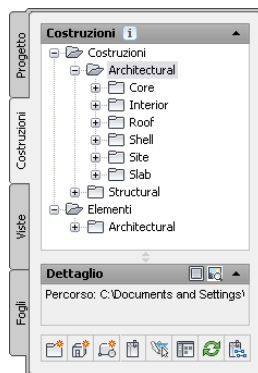 Progetto
Costruzioni
Viste
Fogli
Costruzioni
Costruzioni
Architectural
Core
Interior
Roof
Shell
Site
Slab
Structural
Elementi
Architectural
Dettaglio
Percorso: C:\Documents and Settings\